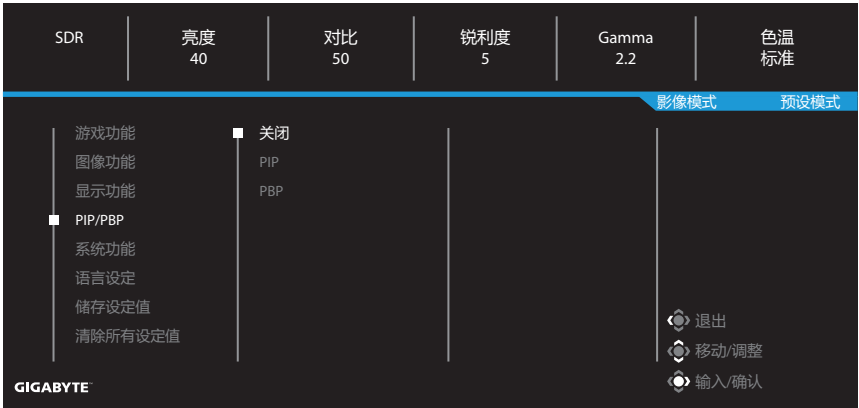 SDR 亮度 对比 锐利度 Gamma 色温
40 50 5 2.2 标准
影像模式 预设模式
游戏功能 关闭
图像功能 PIP
显示功能 PBP
PIP/PBP
系统功能
语言设定
储存设定值
清除所有设定值
退出
移动/调整
输入/确认
GIGABYTE™